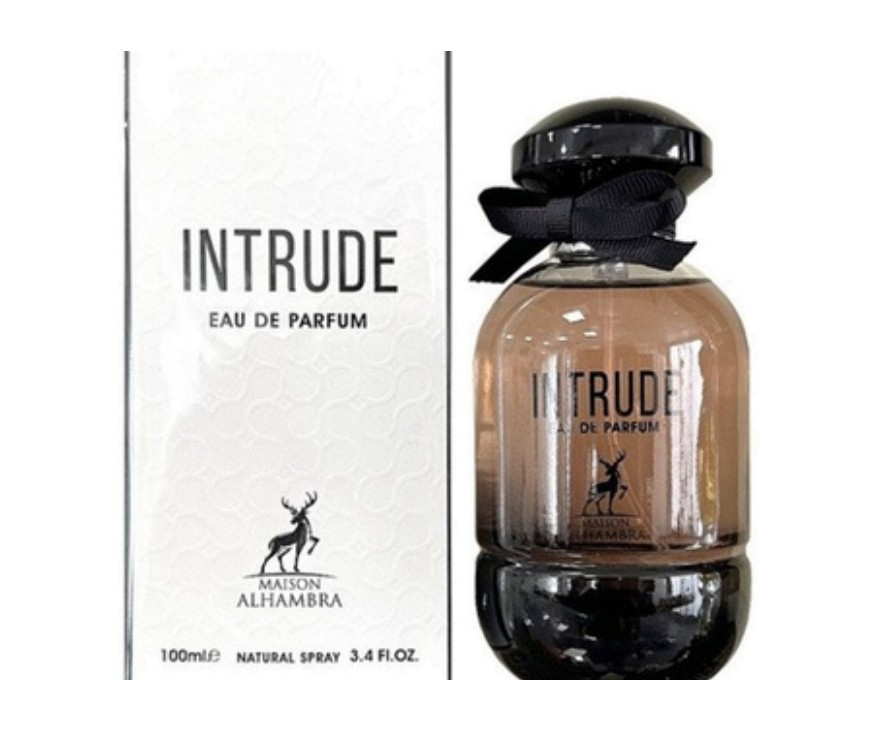 INTRUDE
EAU DE PARFUM
MAISON
ALHAMBRA
100ml ℮ NATURAL SPRAY 3.4 Fl.OZ.
INTRUDE
EAU DE PARFUM
MAISON
ALHAMBRA